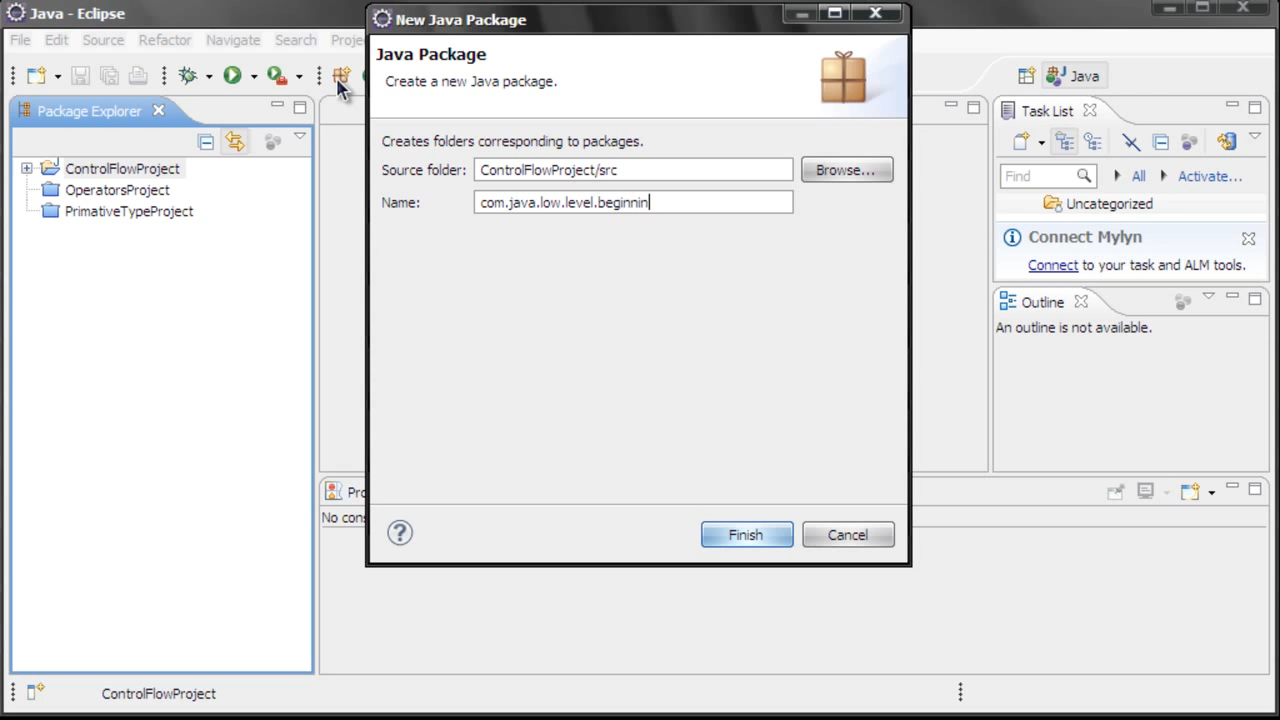 Java - Eclipse
File Edit Source Refactor Navigate Search Proje
Java
Package Explorer
ControlFlowProject
OperatorsProject
PrimativeTypeProject
New Java Package
Java Package
Create a new Java package.
Creates folders corresponding to packages.
Source folder: ControlFlowProject/src Browse...
Name: com.java.low.level.beginnin
? Finish Cancel
Task List
Find All Activate...
Uncategorized
Connect Mylyn
Connect to your task and ALM tools.
Outline
An outline is not available.
Pro
No cons
ControlFlowProject